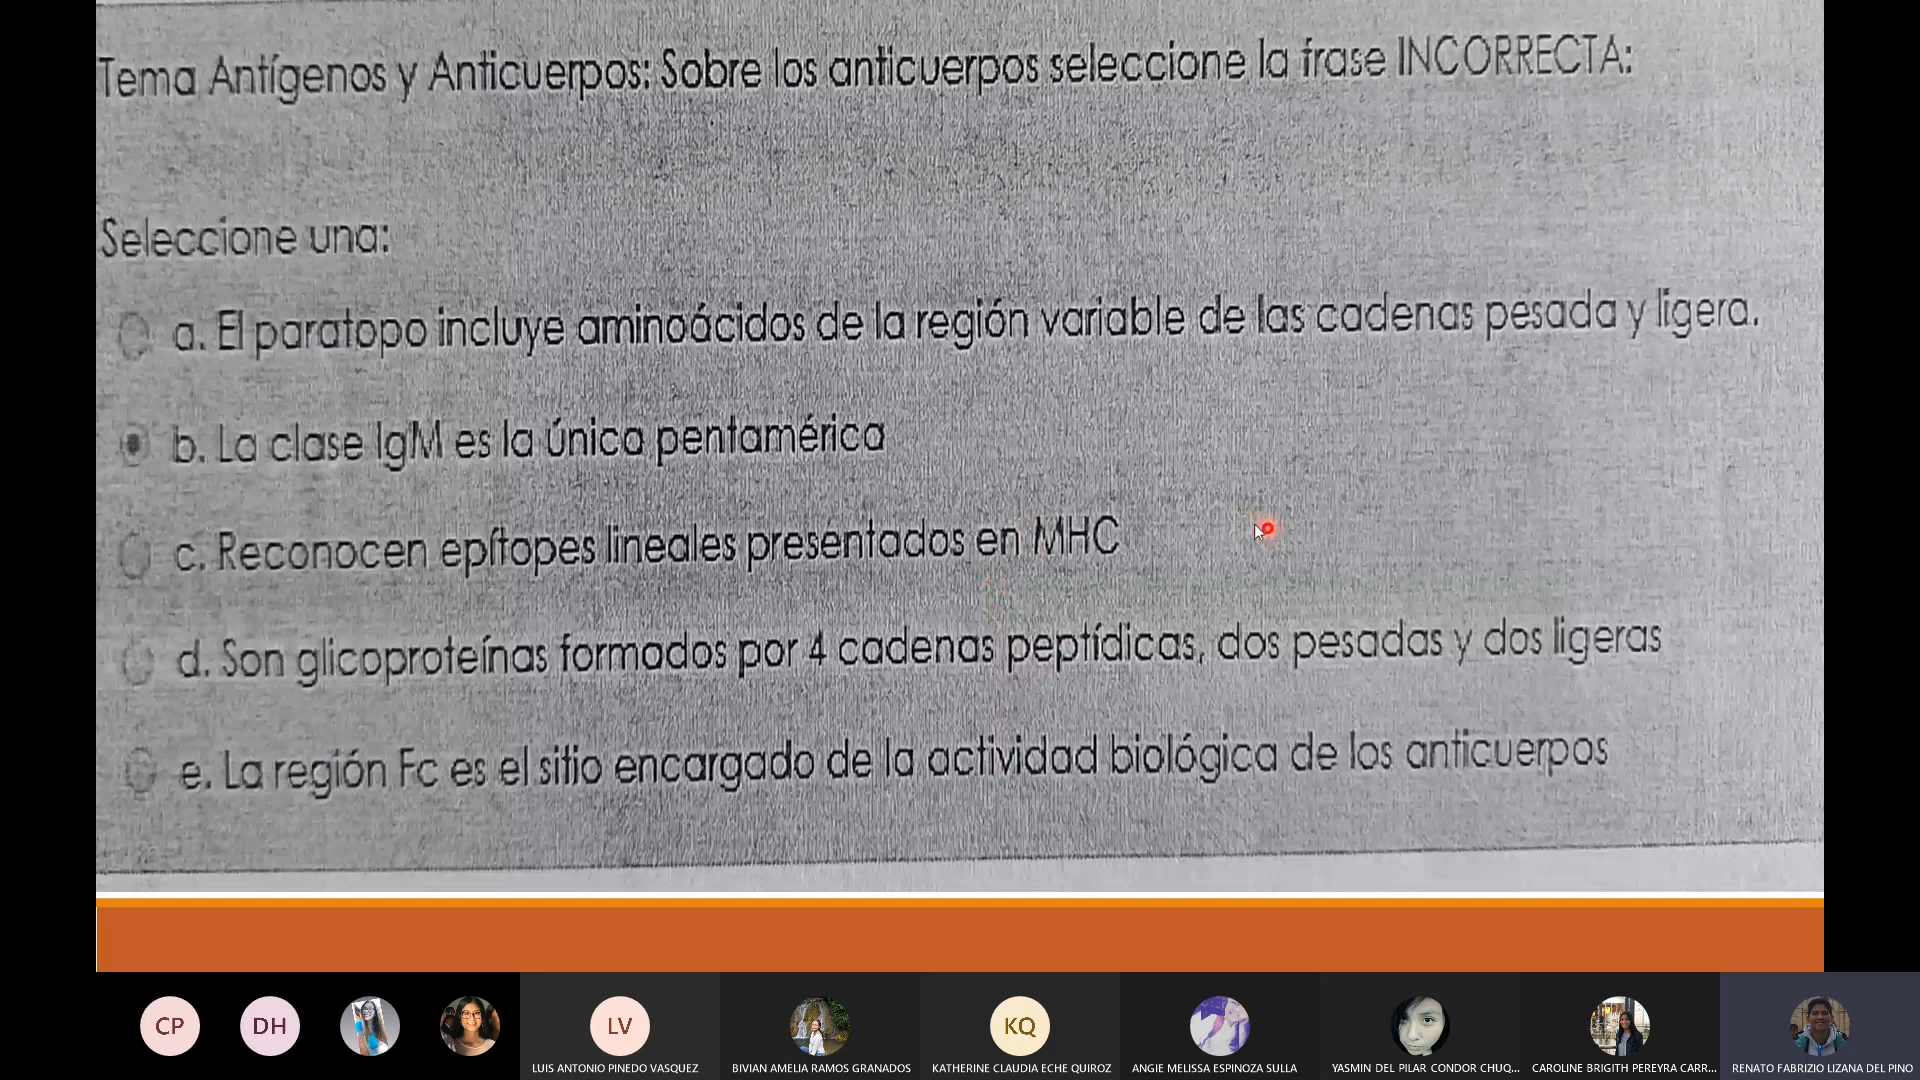 Tema Antígenos y Anticuerpos: Sobre los anticuerpos seleccione la frase INCORRECTA:
Seleccione una:
a. El paratopo incluye aminoácidos de la región variable de las cadenas pesada y ligera.
b. La clase IgM es la única pentamérica
c. Reconocen epítopes lineales presentados en MHC
d. Son glicoproteínas formados por 4 cadenas peptídicas, dos pesadas y dos ligeras
e. La región Fc es el sitio encargado de la actividad biológica de los anticuerpos
CP
DH
LV
KQ
LUIS ANTONIO PINEDO VASQUEZ
BIVIAN AMELIA RAMOS GRANADOS
KATHERINE CLAUDIA ECHE QUIROZ
ANGIE MELISSA ESPINOZA SULLA
YASMIN DEL PILAR CONDOR CHUQ...
CAROLINE BRIGITH PEREYRA CARR...
RENATO FABRIZIO LIZANA DEL PINO